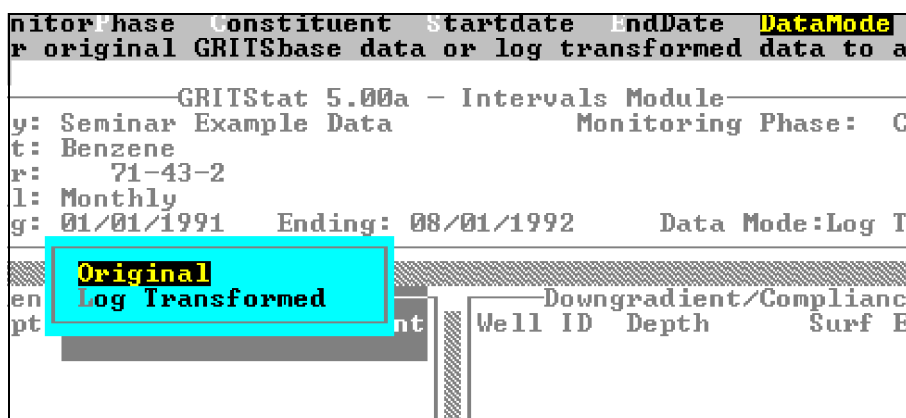 nitorPhase Constituent Startdate EndDate DataMode
r original GRITSbase data or log transformed data to a
GRITStat 5.00a – Intervals Module
y: Seminar Example Data Monitoring Phase: C
t: Benzene
r: 71-43-2
l: Monthly
g: 01/01/1991 Ending: 08/01/1992 Data Mode:Log T
Original
Log Transformed
en Downgradient/Complianc
pt nt Well ID Depth Surf E